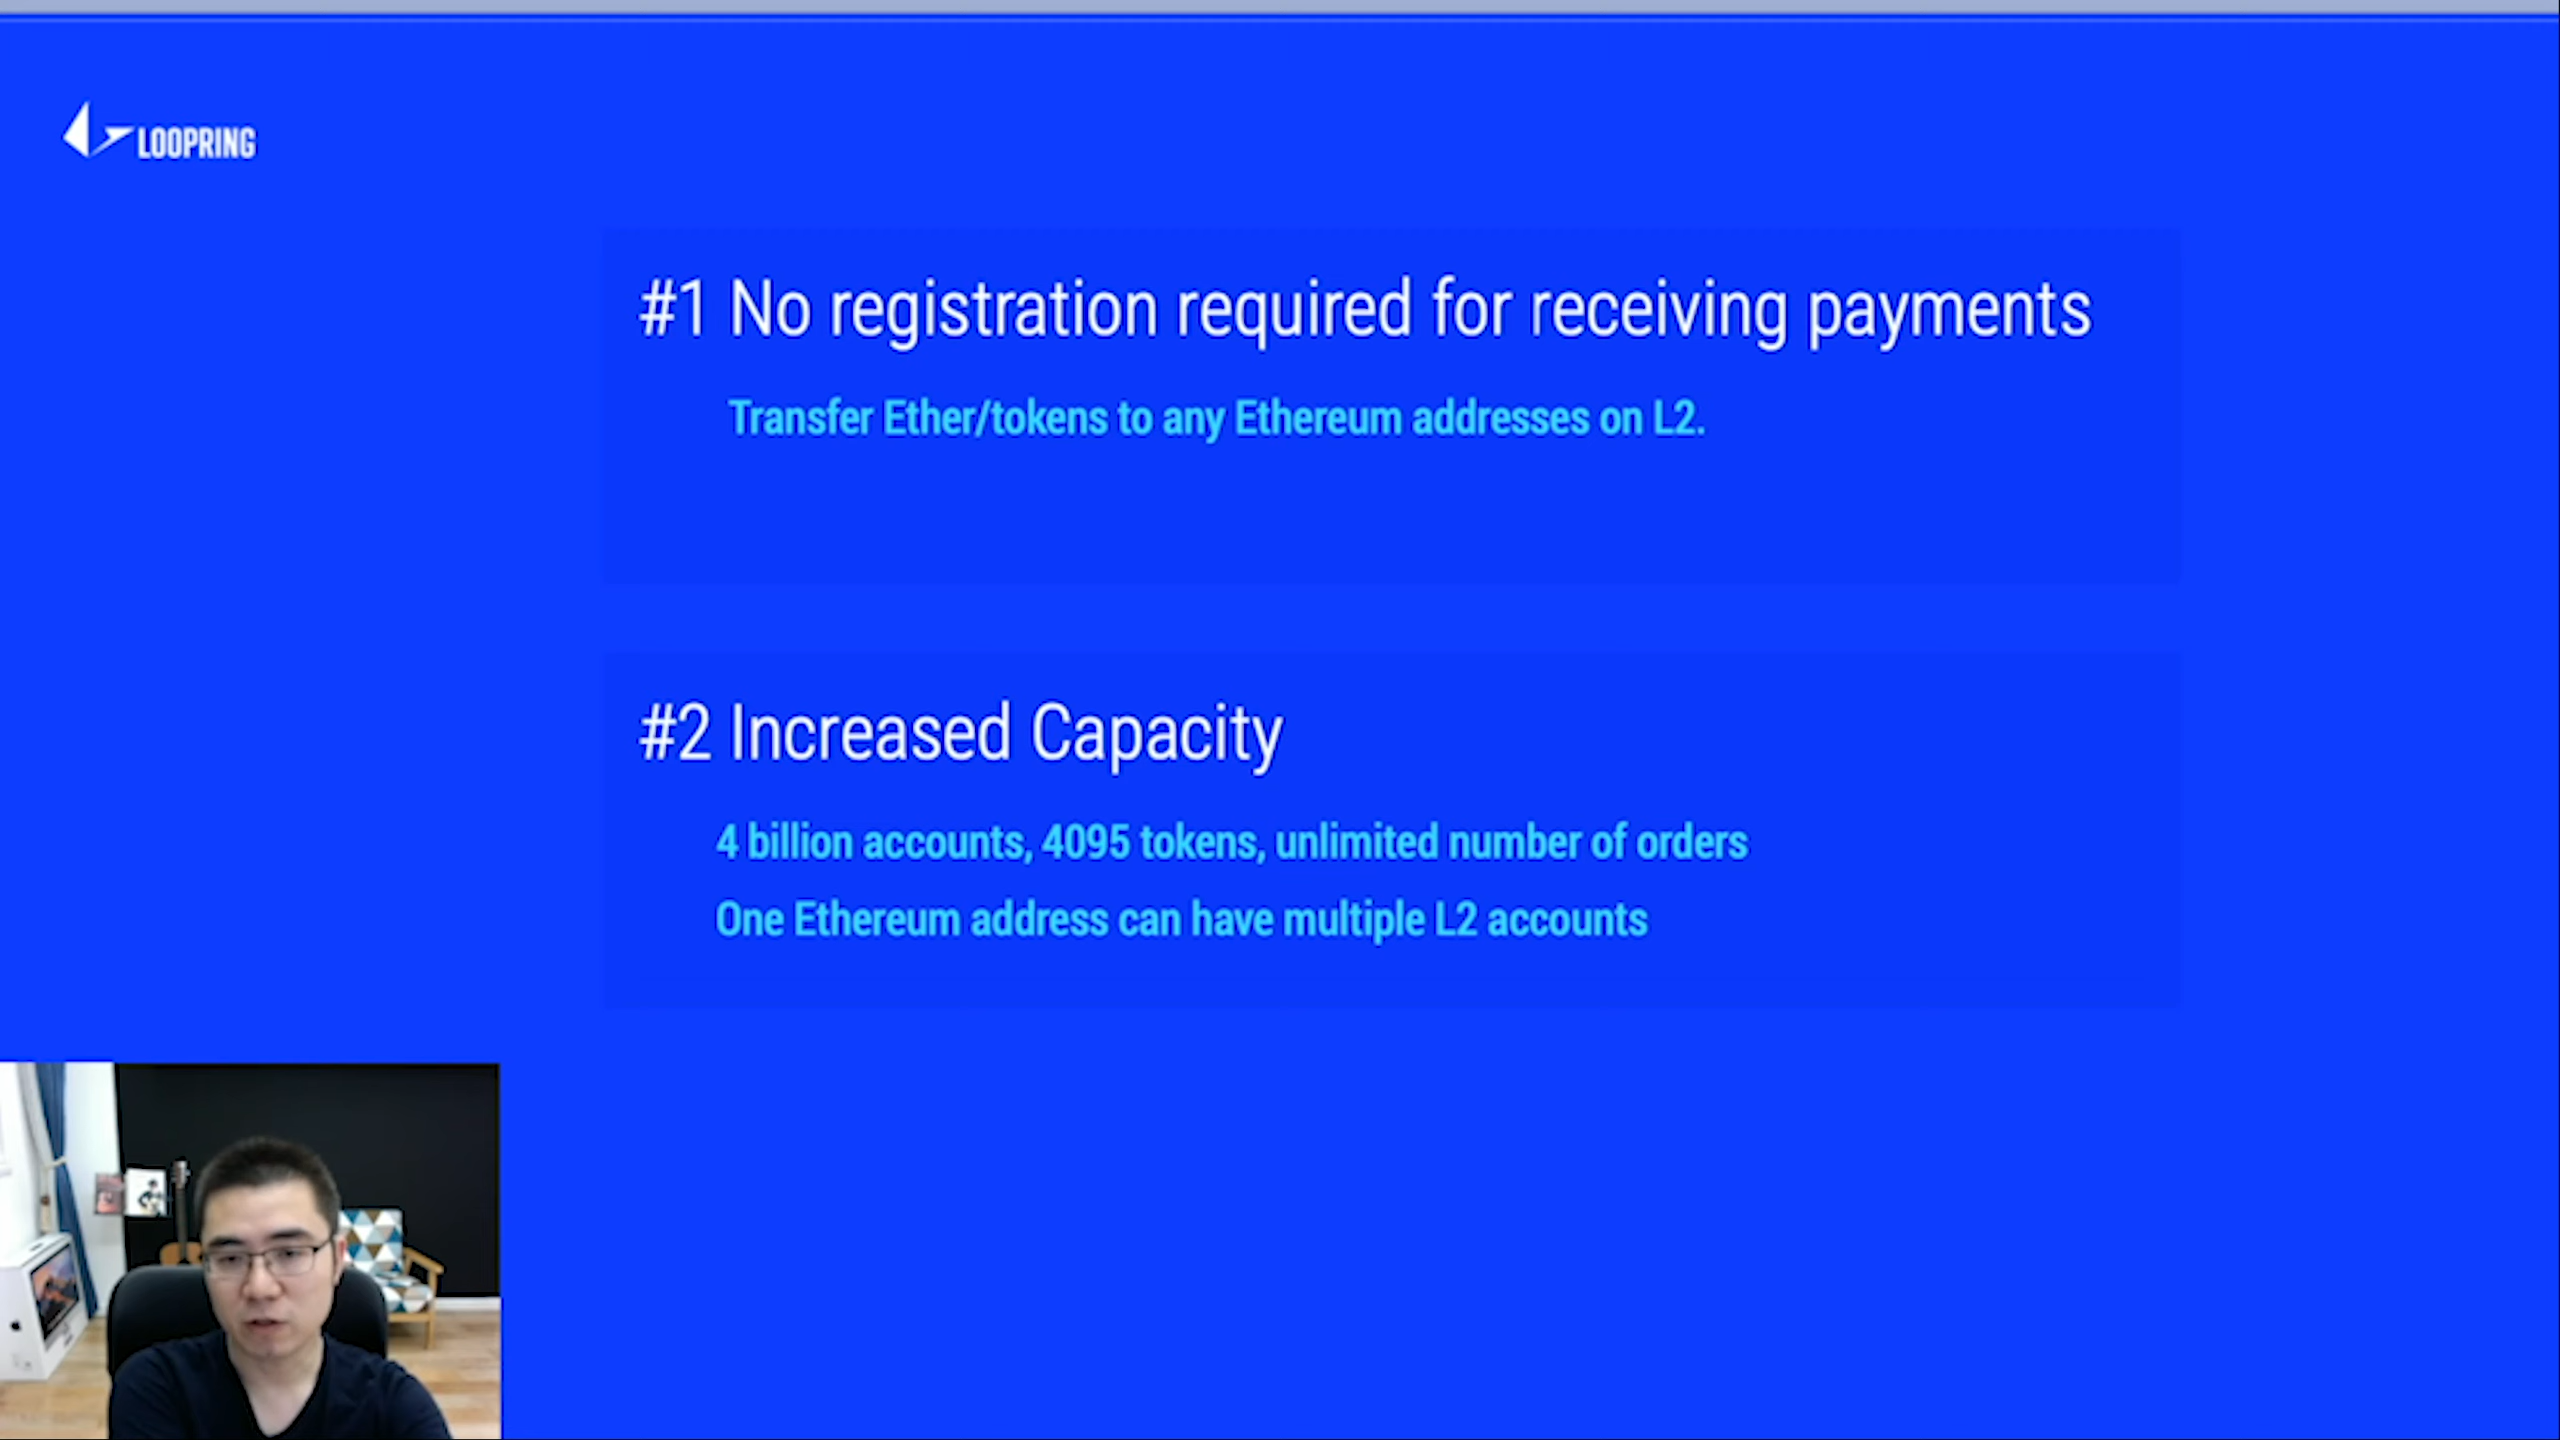 LOOPRING
#1 No registration required for receiving payments
Transfer Ether/tokens to any Ethereum addresses on L2.
#2 Increased Capacity
4 billion accounts, 4095 tokens, unlimited number of orders
One Ethereum address can have multiple L2 accounts